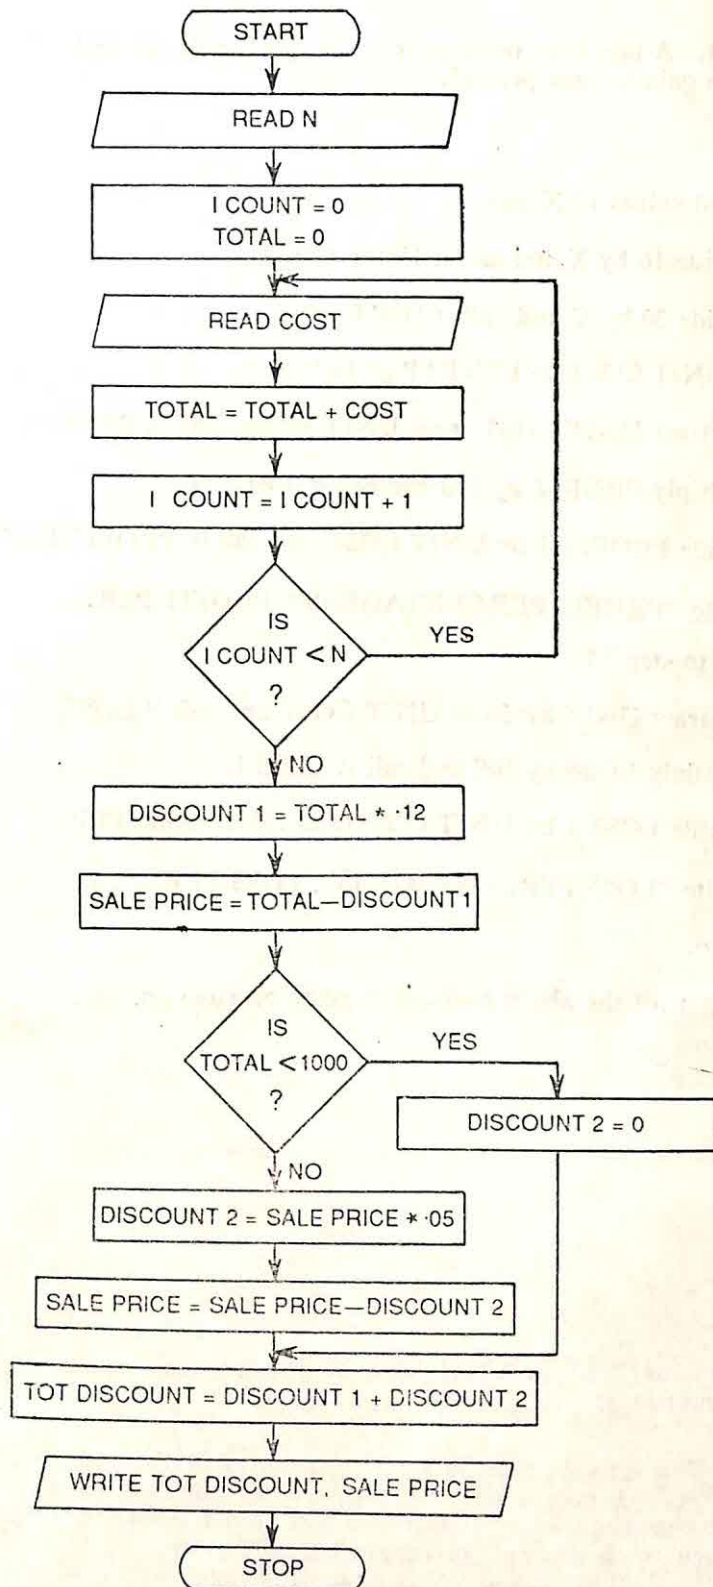 START
READ N
I COUNT = 0
TOTAL = 0
READ COST
TOTAL = TOTAL + COST
I COUNT = I COUNT + 1
IS
I COUNT < N
?
YES
NO
DISCOUNT 1 = TOTAL * ·12
SALE PRICE = TOTAL—DISCOUNT1
IS
TOTAL < 1000
?
YES
DISCOUNT 2 = 0
NO
DISCOUNT 2 = SALE PRICE * ·05
SALE PRICE = SALE PRICE—DISCOUNT 2
TOT DISCOUNT = DISCOUNT 1 + DISCOUNT 2
WRITE TOT DISCOUNT, SALE PRICE
STOP